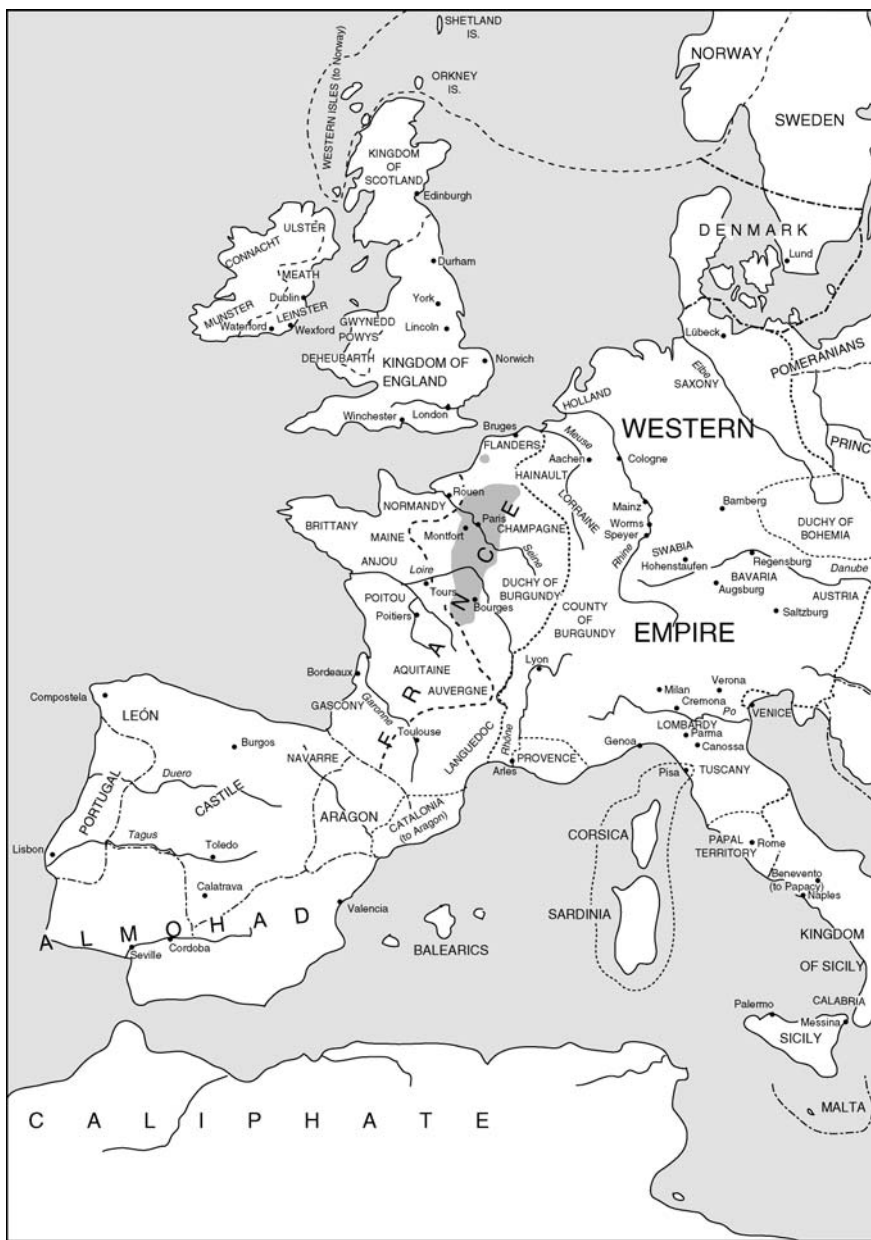 SHETLAND
IS.
WESTERN ISLES (to Norway)
ORKNEY
IS.
NORWAY
SWEDEN
KINGDOM
OF
SCOTLAND
Edinburgh
DENMARK
Lund
ULSTER
CONNACHT
MEATH
Dublin
MUNSTER
LEINSTER
Waterford
Wexford
Durham
York
Lincoln
GWYNEDD
POWYS
DEHEUBARTH
KINGDOM OF
ENGLAND
Norwich
London
Winchester
Lübeck
Elbe
SAXONY
POMERANIANS
PRINC
HOLLAND
WESTERN
Bruges
FLANDERS
Meuse
Aachen
Cologne
HAINAULT
LORRAINE
Mainz
Worms
Speyer
Rhine
Bamberg
DUCHY OF
BOHEMIA
SWABIA
Hohenstaufen
Regensburg
Danube
BAVARIA
Augsburg
AUSTRIA
Saltzburg
Rouen
NORMANDY
BRITTANY
MAINE
Montfort
Paris
CHAMPAGNE
Seine
ANJOU
Loire
Tours
Bourges
DUCHY OF
BURGUNDY
COUNTY
OF
BURGUNDY
EMPIRE
POITOU
Poitiers
FRANCE
AQUITAINE
AUVERGNE
Lyon
Bordeaux
GASCONY
Garonne
Toulouse
LANGUEDOC
Rhône
Arles
PROVENCE
Milan
Verona
Cremona
Po
VENICE
LOMBARDY
Parma
Genoa
Canossa
Pisa
TUSCANY
Compostela
LEÓN
Burgos
NAVARRE
PORTUGAL
Duero
CASTILE
ARAGON
CATALONIA
(to Aragon)
Lisbon
Tagus
Toledo
Calatrava
Valencia
ALMOHAD
Seville
Cordoba
BALEARICS
CORSICA
SARDINIA
PAPAL
TERRITORY
Rome
Benevento
(to Papacy)
Naples
KINGDOM
OF SICILY
CALABRIA
Palermo
Messina
SICILY
MALTA
CALIPHATE